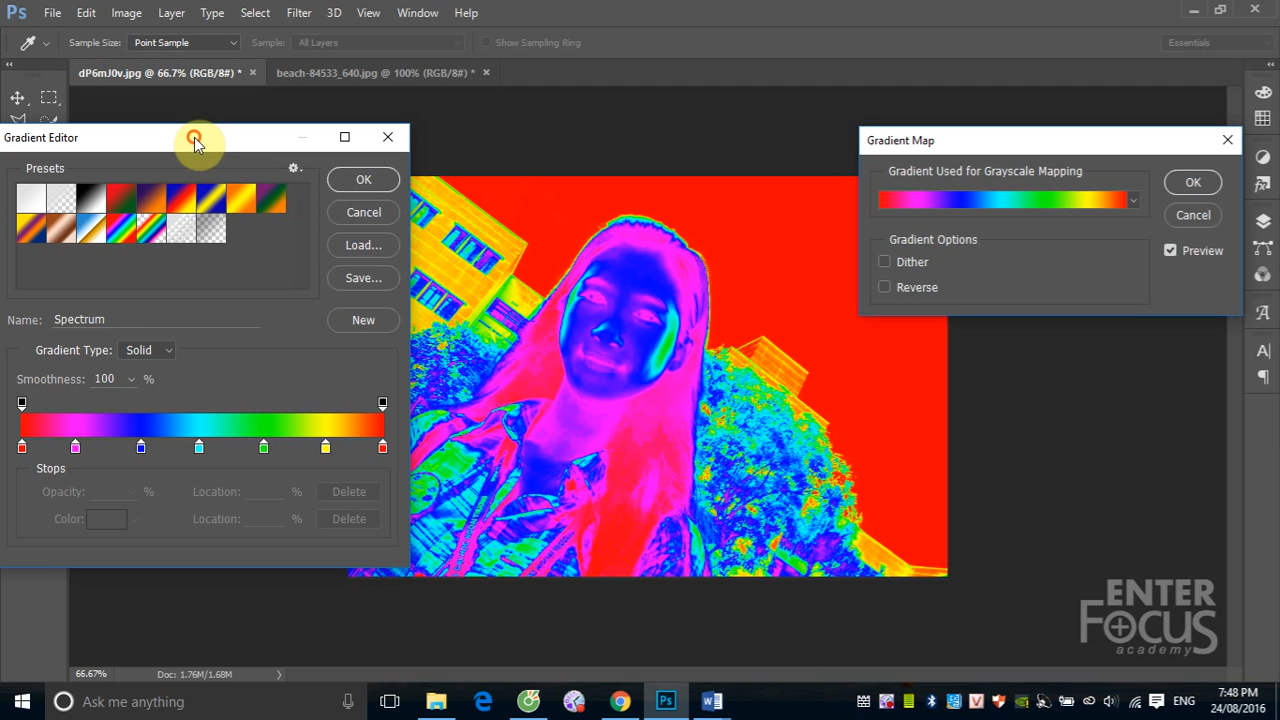 Ps File Edit Image Layer Type Select Filter 3D View Window Help
Sample Size: Point Sample Sample: All Layers Show Sampling Ring Essentials
dP6mJ0v.jpg @ 66.7% (RGB/8#) * × beach-84533_640.jpg @ 100% (RGB/8#) * ×
Gradient Editor
Presets
OK
Cancel
Load...
Save...
Name: Spectrum
New
Gradient Type: Solid
Smoothness: 100 %
Stops
Opacity: % Location: % Delete
Color: Location: % Delete
Gradient Map
Gradient Used for Grayscale Mapping
OK
Cancel
Gradient Options
Dither
Preview
Reverse
ENTER
FOCUS
academy
66.67% Doc: 1.76M/1.68M
Ask me anything
Ps
ENG
7:48 PM
24/08/2016